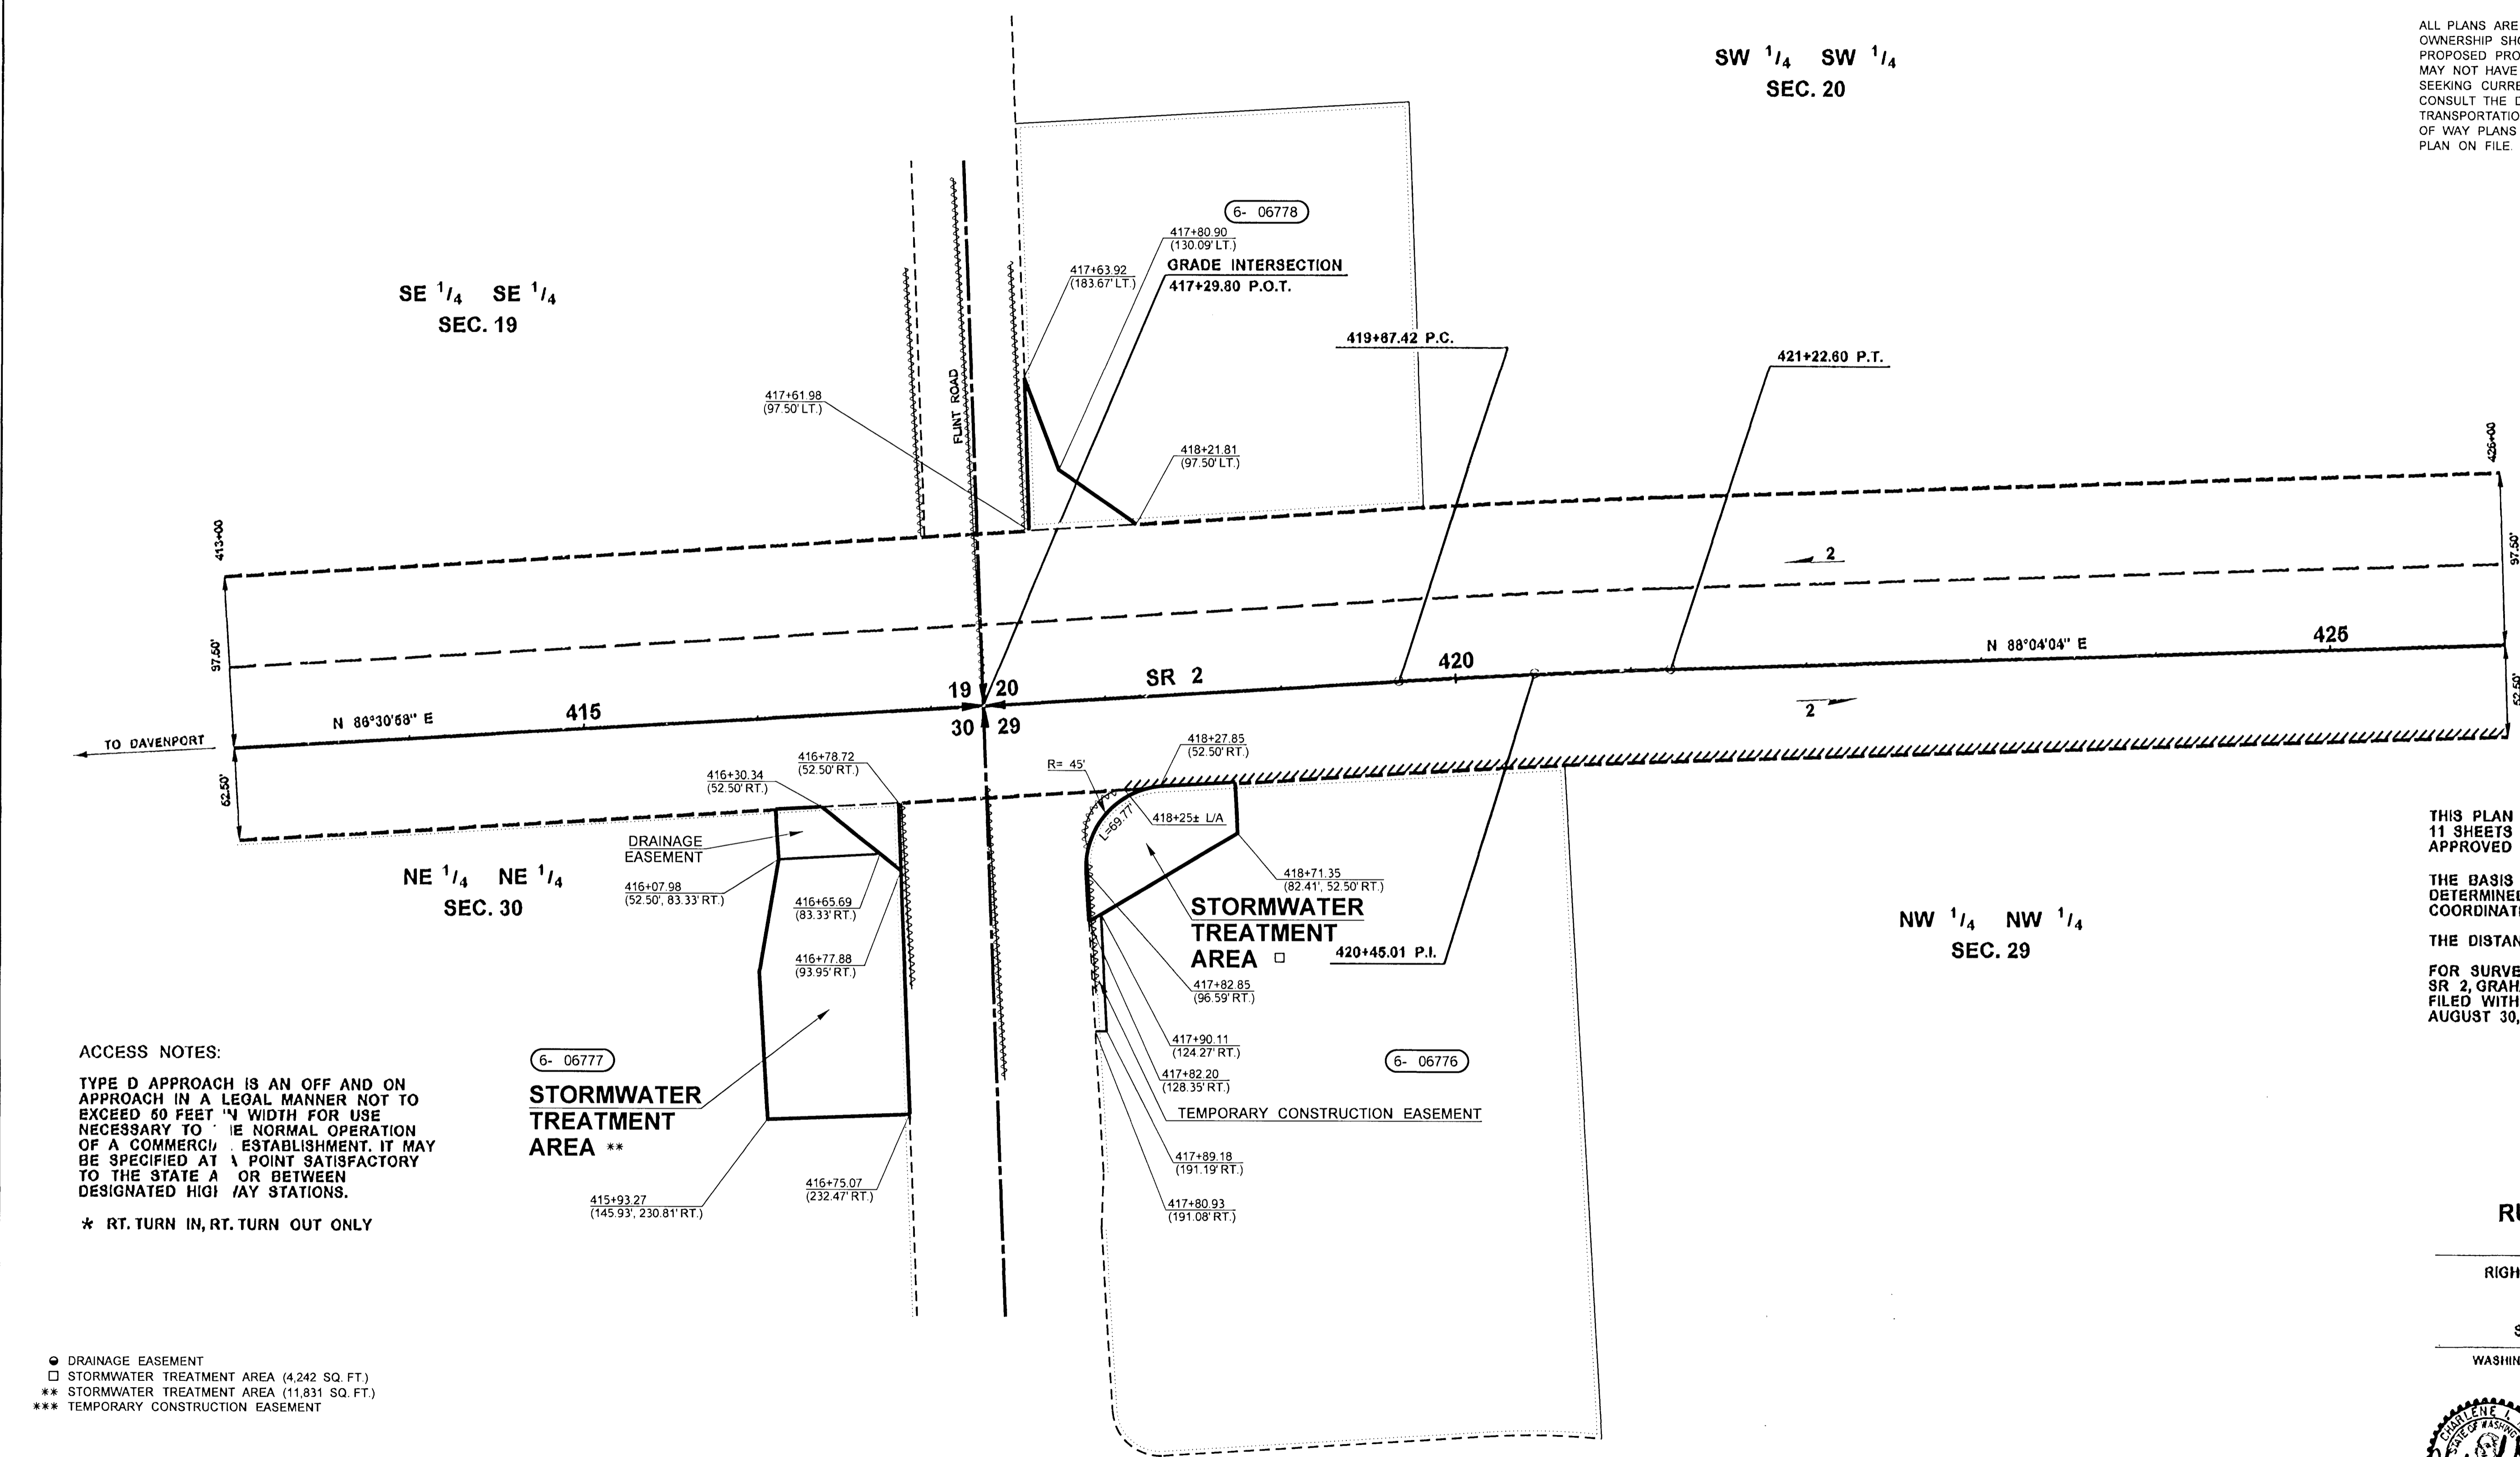 ALL PLANS ARE
OWNERSHIP SHO
PROPOSED PRO
MAY NOT HAVE
SEEKING CURRE
CONSULT THE D
TRANSPORTATIO
OF WAY PLANS
PLAN ON FILE.
SW 1/4 SW 1/4
SEC. 20
6- 06778
417+80.90
(130.09' LT.)
GRADE INTERSECTION
417+29.80 P.O.T.
417+63.92
(183.67' LT.)
SE 1/4 SE 1/4
SEC. 19
419+87.42 P.C.
421+22.60 P.T.
FLINT ROAD
417+61.98
(97.50' LT.)
418+21.81
(97.50' LT.)
426+00
413+00
97.50'
2
97.50'
N 88°04'04" E
425
420
SR 2
19 20
30 29
N 86°30'58" E
415
2
52.50'
TO DAVENPORT
52.50'
418+27.85
(52.50' RT.)
416+78.72
(52.50' RT.)
R= 45'
416+30.34
(52.50' RT.)
L=69.77'
418+25± L/A
DRAINAGE
EASEMENT
NE 1/4 NE 1/4
SEC. 30
416+07.98
(52.50', 83.33' RT.)
416+65.69
(83.33' RT.)
418+71.35
(82.41', 52.50' RT.)
STORMWATER
TREATMENT
AREA □
420+45.01 P.I.
416+77.88
(93.95' RT.)
417+82.85
(96.59' RT.)
NW 1/4 NW 1/4
SEC. 29
THIS PLAN
11 SHEETS
APPROVED
THE BASIS
DETERMINED
COORDINATE
THE DISTAN
FOR SURVE
SR 2, GRAH
FILED WITH
AUGUST 30,
417+90.11
(124.27' RT.)
417+82.20
(128.35' RT.)
TEMPORARY CONSTRUCTION EASEMENT
6- 06776
417+89.18
(191.19' RT.)
417+80.93
(191.08' RT.)
6- 06777
STORMWATER
TREATMENT
AREA **
416+75.07
(232.47' RT.)
415+93.27
(145.93', 230.81' RT.)
ACCESS NOTES:
TYPE D APPROACH IS AN OFF AND ON
APPROACH IN A LEGAL MANNER NOT TO
EXCEED 50 FEET IN WIDTH FOR USE
NECESSARY TO NORMAL OPERATION
OF A ESTABLISHMENT. IT MAY
BE SPECIFIED AT A POINT SATISFACTORY
TO THE STATE OR BETWEEN
DESIGNATED STATIONS.
* RT. TURN IN, RT. TURN OUT ONLY
DRAINAGE EASEMENT
□ STORMWATER TREATMENT AREA (4,242 SQ. FT.)
** STORMWATER TREATMENT AREA (11,831 SQ. FT.)
*** TEMPORARY CONSTRUCTION EASEMENT
RU
RIGH
S
WASHIN
CHARLENE I.
STATE OF WASHING